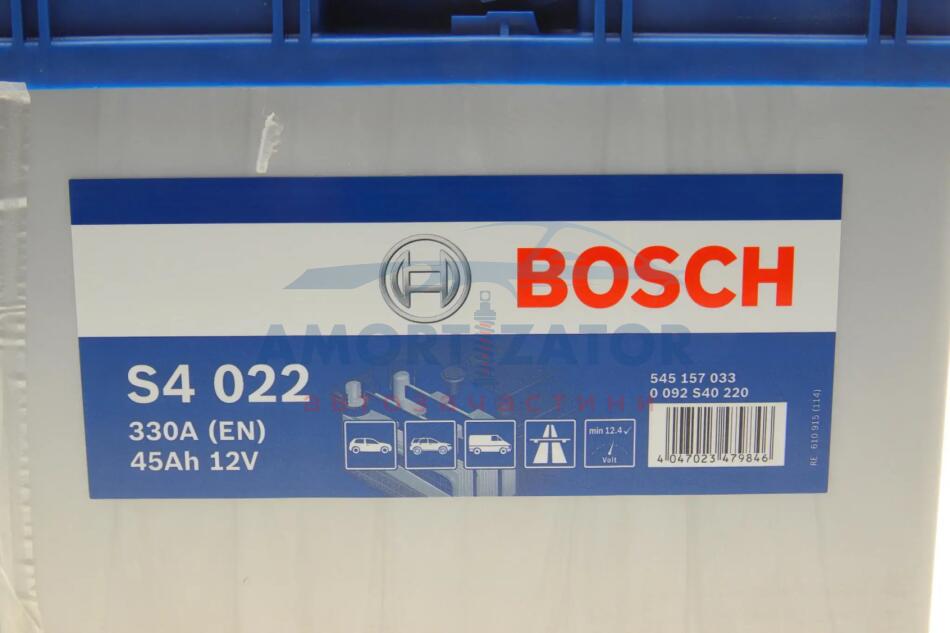 BOSCH
AMORTIZATOR
автозапчастини
S4 022
330A (EN)
45Ah 12V
min 12.4 ✓
Volt
545 157 033
0 092 S40 220
4 047023 479846
RE 610 915 (114)